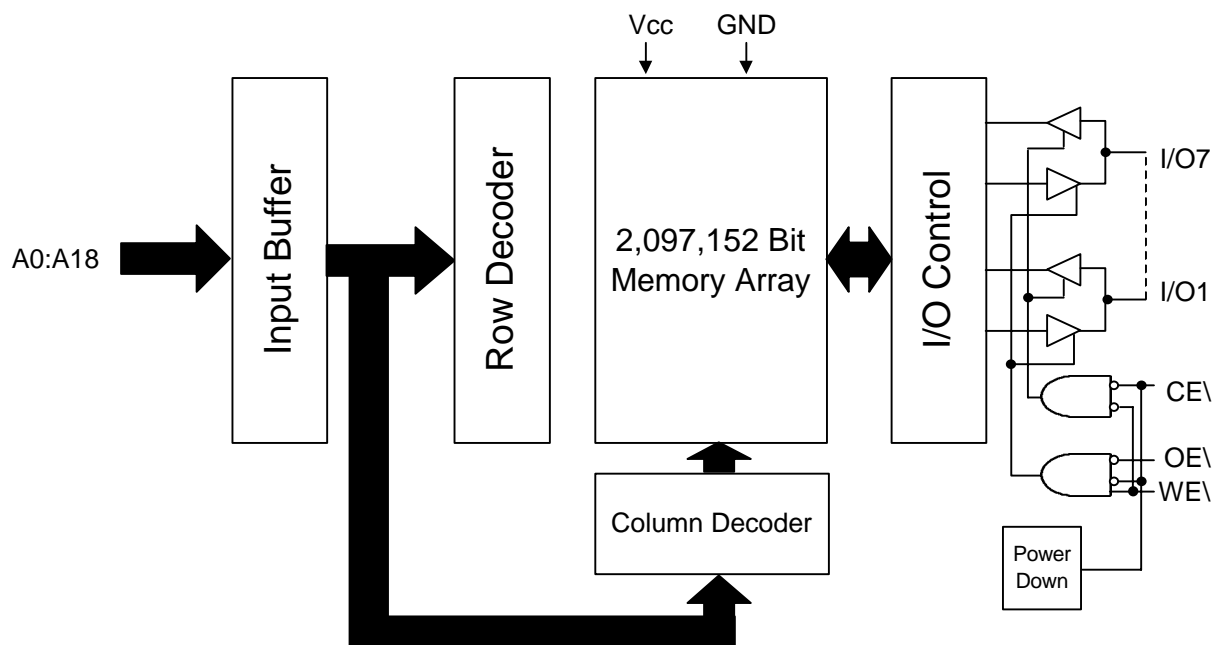 Vcc
GND
A0:A18
Input Buffer
Row Decoder
2,097,152 Bit
Memory Array
I/O Control
I/O7
I/O1
CE\
OE\
WE\
Column Decoder
Power
Down